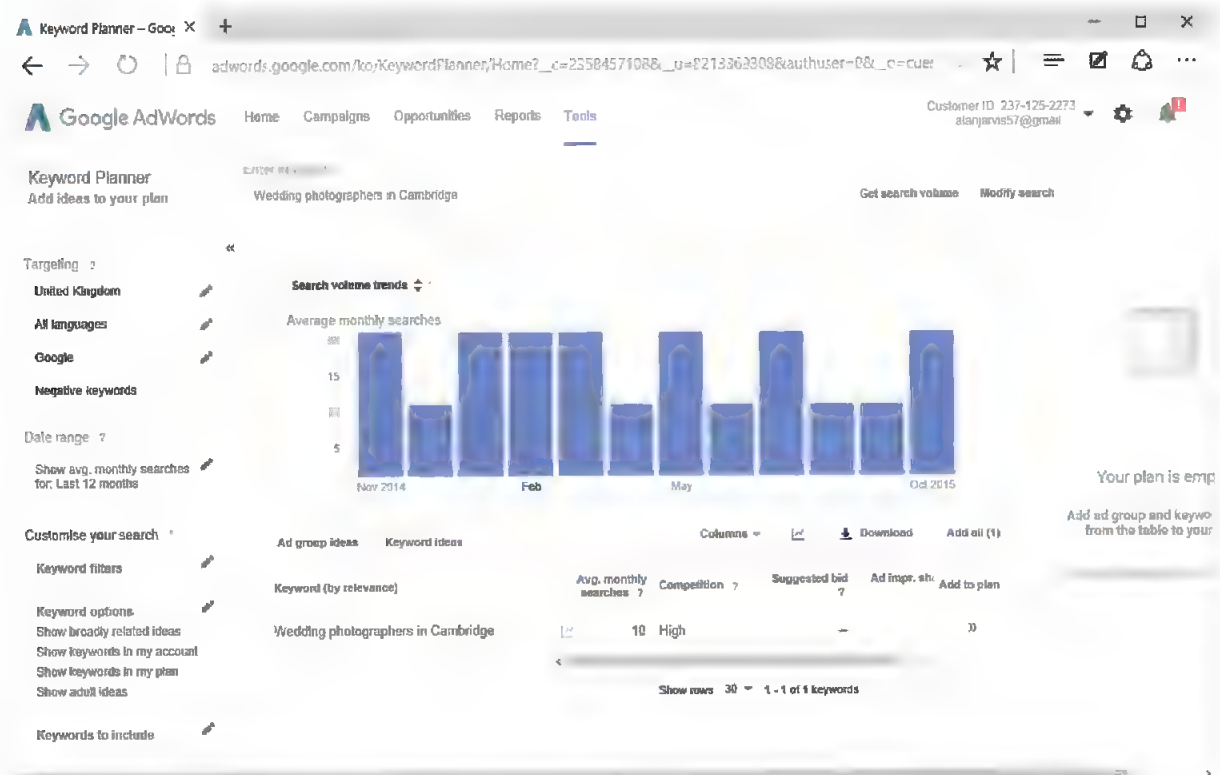 Keyword Planner – Goog
adwords.google.com/ko/KeywordPlanner/Home?
Google AdWords Home Campaigns Opportunities Reports Tools
Customer ID 237-125-2273
alanjarvis57@gmail
Keyword Planner
Add ideas to your plan
Wedding photographers in Cambridge
Get search volume Modify search
Targeting ?
United Kingdom
All languages
Google
Negative keywords
Date range ?
Show avg. monthly searches
for: Last 12 months
Customise your search
Keyword filters
Keyword options
Show broadly related ideas
Show keywords in my account
Show keywords in my plan
Show adult ideas
Keywords to include
Search volume trends
Average monthly searches
15
5
Nov 2014 Feb May Oct 2015
Ad group ideas Keyword ideas
Columns Download Add all (1)
Keyword (by relevance)
Avg. monthly
searches ?
Competition ?
Suggested bid
?
Ad impr.
Add to plan
Wedding photographers in Cambridge 10 High – »
Show rows 30 1 - 1 of 1 keywords
Your plan is emp
Add ad group and keywo
from the table to your